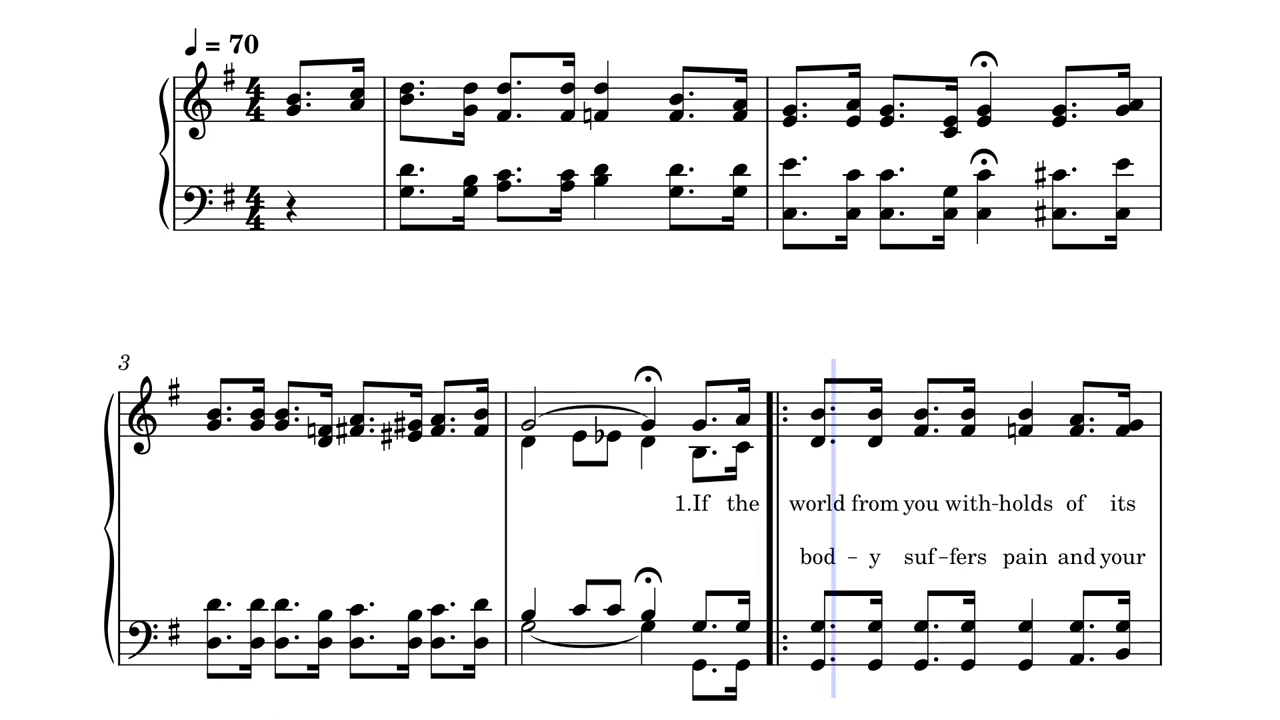 = 70
3
1.If the world from you with-holds of its
bod - y suf-fers pain and your